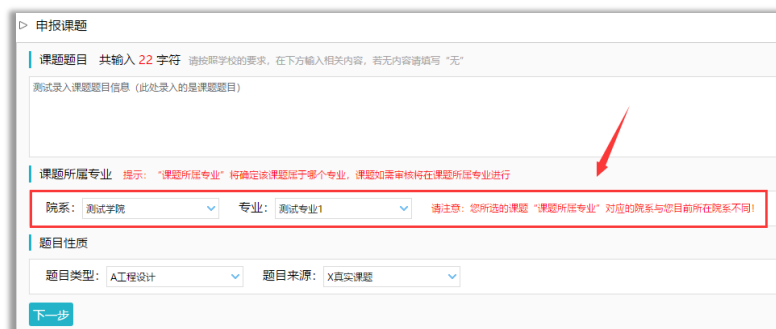 申报课题
课题题目 共输入 22 字符 请按照学校的要求，在下方输入相关内容，若无内容请填写“无”
测试录入课题题目信息（此处录入的是课题题目）
课题所属专业 提示：“课题所属专业”将确定该课题属于哪个专业，课题如需审核将在课题所属专业进行
院系： 测试学院 专业： 测试专业1 请注意：您所选的课题“课题所属专业”对应的院系与您目前所在院系不同！
题目性质
题目类型： A工程设计 题目来源： X真实课题
下一步